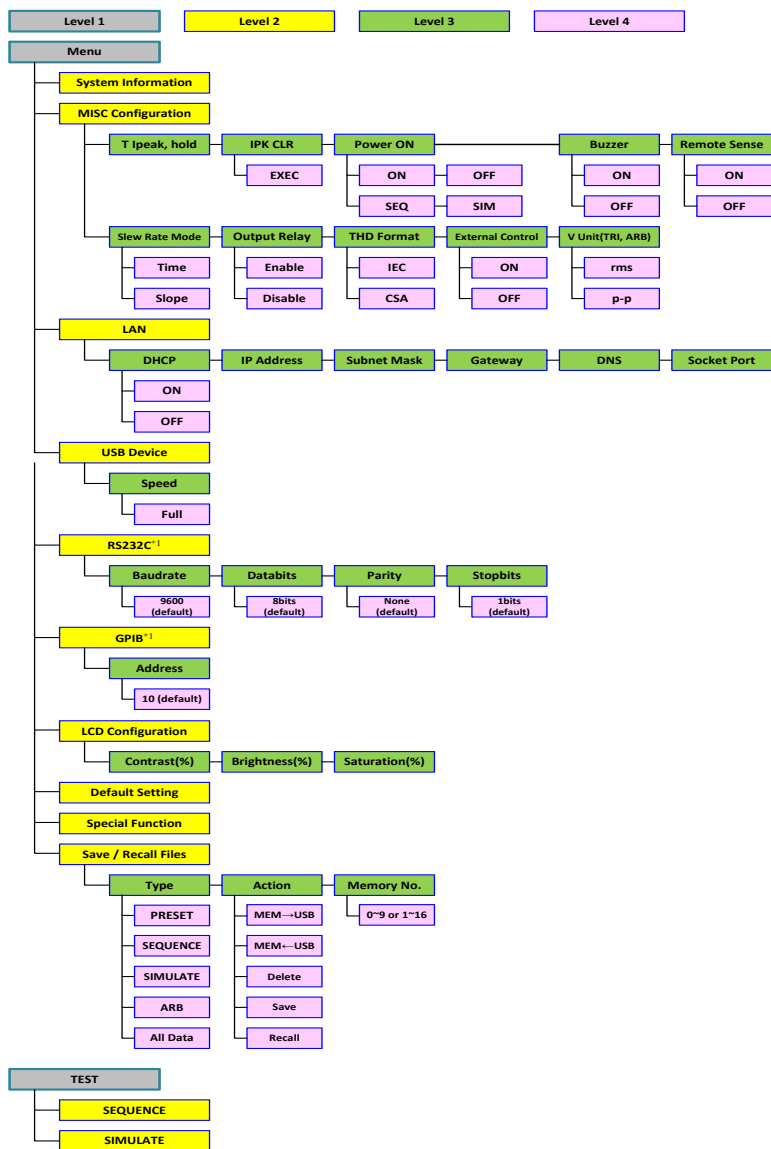 Level 1 Level 2 Level 3 Level 4
Menu
System Information
MISC Configuration
T Ipeak, hold IPK CLR Power ON Buzzer Remote Sense
EXEC ON OFF ON ON
SEQ SIM OFF OFF
Slew Rate Mode Output Relay THD Format External Control V Unit(TRI, ARB)
Time Enable IEC ON rms
Slope Disable CSA OFF p-p
LAN
DHCP IP Address Subnet Mask Gateway DNS Socket Port
ON
OFF
USB Device
Speed
Full
RS232C*1
Baudrate Databits Parity Stopbits
9600 8bits None 1bits
(default) (default) (default) (default)
GPIB*1
Address
10 (default)
LCD Configuration
Contrast(%) Brightness(%) Saturation(%)
Default Setting
Special Function
Save / Recall Files
Type Action Memory No.
PRESET MEM→USB 0~9 or 1~16
SEQUENCE MEM←USB
SIMULATE Delete
ARB Save
All Data Recall
TEST
SEQUENCE
SIMULATE